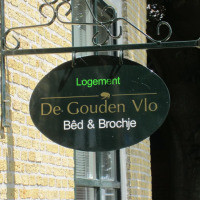 Logement
De Gouden Vlo
Bêd & Brochje